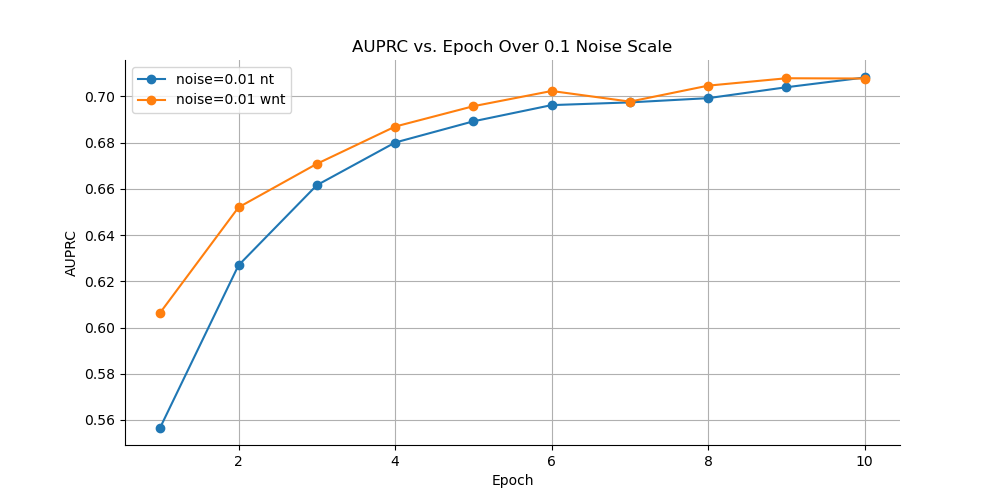 AUPRC vs. Epoch Over 0.1 Noise Scale
noise=0.01 nt
noise=0.01 wnt
0.70
0.68
0.66
0.64
0.62
0.60
0.58
0.56
AUPRC
2 4 6 8 10
Epoch